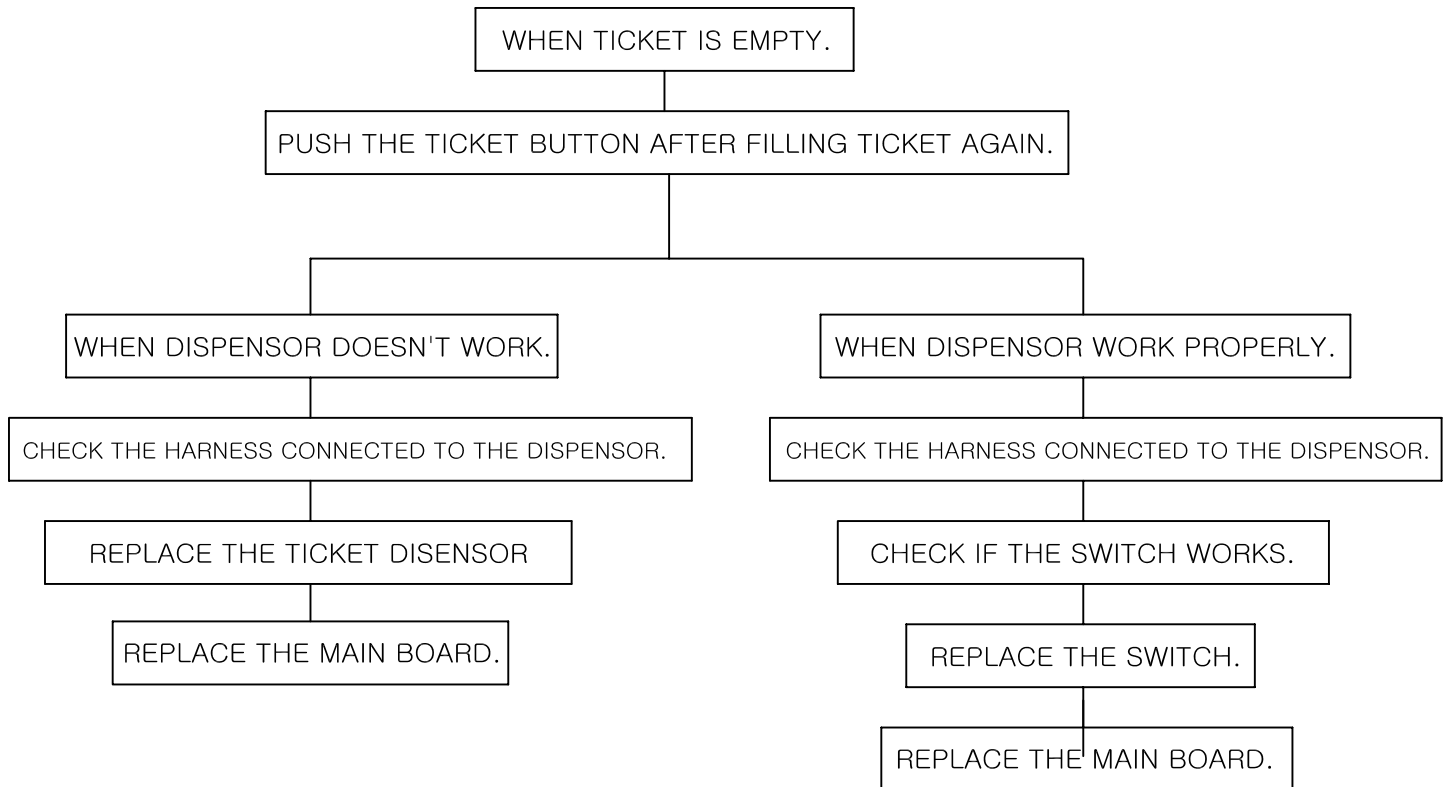 WHEN TICKET IS EMPTY.
PUSH THE TICKET BUTTON AFTER FILLING TICKET AGAIN.
WHEN DISPENSOR DOESN'T WORK.
CHECK THE HARNESS CONNECTED TO THE DISPENSOR.
REPLACE THE TICKET DISENSOR
REPLACE THE MAIN BOARD.
WHEN DISPENSOR WORK PROPERLY.
CHECK THE HARNESS CONNECTED TO THE DISPENSOR.
CHECK IF THE SWITCH WORKS.
REPLACE THE SWITCH.
REPLACE THE MAIN BOARD.